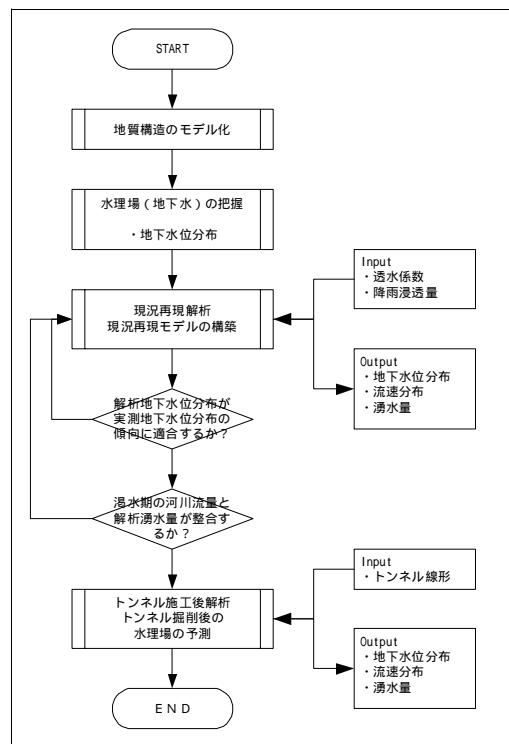 START
地質構造のモデル化
水理場(地下水)の把握
・地下水位分布
Input
・透水係数
・降雨浸透量
現況再現解析
現況再現モデルの構築
Output
・地下水位分布
・流速分布
・湧水量
解析地下水位分布が
実測地下水位分布の
傾向に適合するか?
渇水期の河川流量と
解析湧水量が整合す
るか?
Input
・トンネル線形
トンネル施工後解析
トンネル掘削後の
水理場の予測
Output
・地下水位分布
・流速分布
・湧水量
END